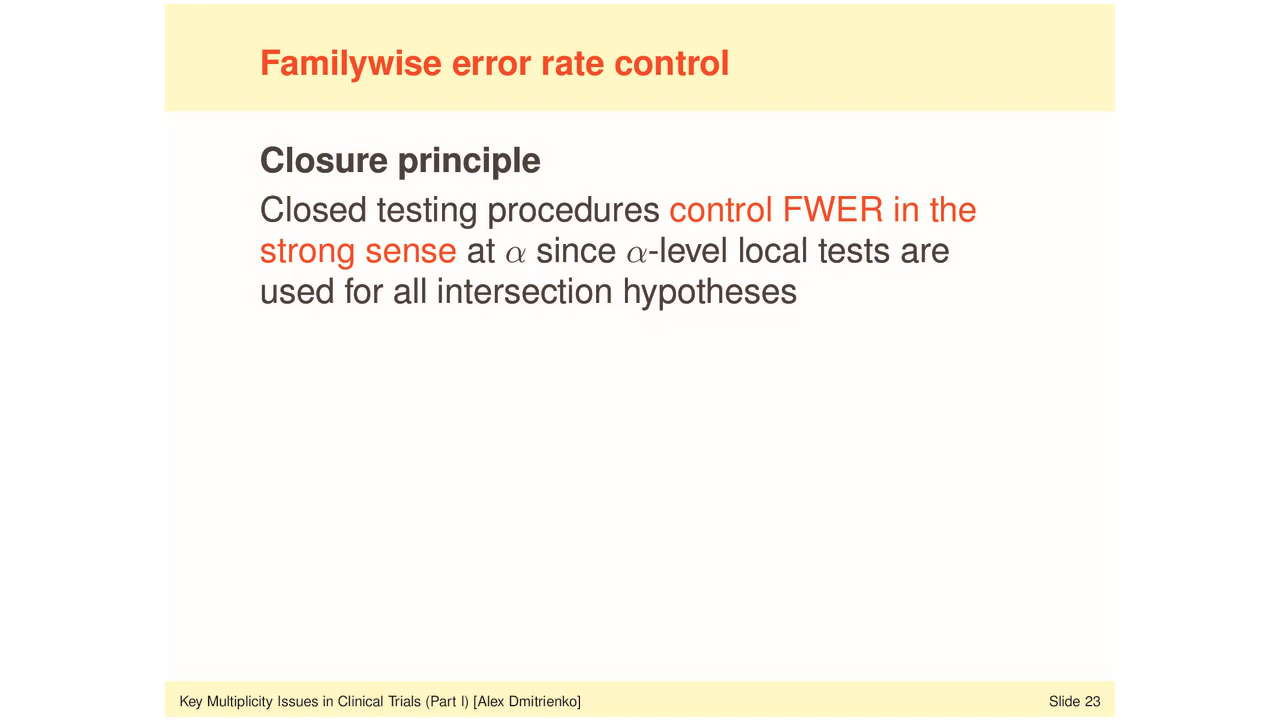 Familywise error rate control
Closure principle
Closed testing procedures control FWER in the
strong sense at α since α-level local tests are
used for all intersection hypotheses
Key Multiplicity Issues in Clinical Trials (Part I) [Alex Dmitrienko]
Slide 23